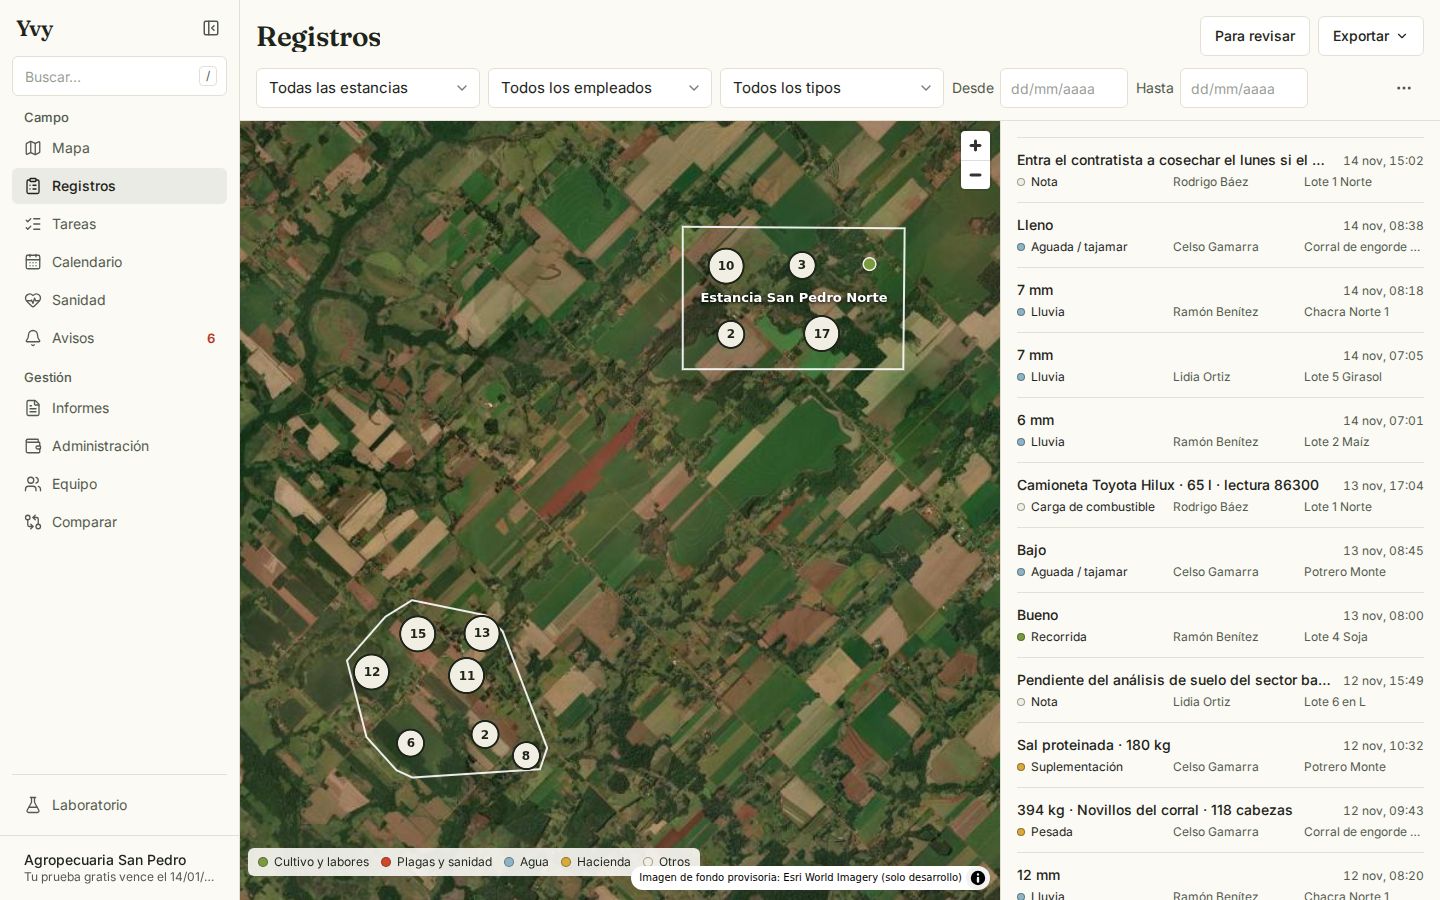 Yvy
Buscar...
/
Campo
Mapa
Registros
Tareas
Calendario
Sanidad
Avisos 6
Gestión
Informes
Administración
Equipo
Comparar
Laboratorio
Agropecuaria San Pedro
Tu prueba gratis vence el 14/01/...
Registros
Para revisar
Exportar
Todas las estancias
Todos los empleados
Todos los tipos
Desde dd/mm/aaaa
Hasta dd/mm/aaaa
10
3
Estancia San Pedro Norte
2
17
15
13
12
11
6
2
8
Cultivo y labores
Plagas y sanidad
Agua
Hacienda
Otros
Imagen de fondo provisoria: Esri World Imagery (solo desarrollo)
Entra el contratista a cosechar el lunes si el ... 14 nov, 15:02
Nota Rodrigo Báez Lote 1 Norte
Lleno 14 nov, 08:38
Aguada / tajamar Celso Gamarra Corral de engorde ...
7 mm 14 nov, 08:18
Lluvia Ramón Benítez Chacra Norte 1
7 mm 14 nov, 07:05
Lluvia Lidia Ortiz Lote 5 Girasol
6 mm 14 nov, 07:01
Lluvia Ramón Benítez Lote 2 Maíz
Camioneta Toyota Hilux · 65 l · lectura 86300 13 nov, 17:04
Carga de combustible Rodrigo Báez Lote 1 Norte
Bajo 13 nov, 08:45
Aguada / tajamar Celso Gamarra Potrero Monte
Bueno 13 nov, 08:00
Recorrida Ramón Benítez Lote 4 Soja
Pendiente del análisis de suelo del sector ba... 12 nov, 15:49
Nota Lidia Ortiz Lote 6 en L
Sal proteinada · 180 kg 12 nov, 10:32
Suplementación Celso Gamarra Potrero Monte
394 kg · Novillos del corral · 118 cabezas 12 nov, 09:43
Pesada Celso Gamarra Corral de engorde ...
12 mm 12 nov, 08:20
Lluvia Ramón Benítez Chacra Norte 1